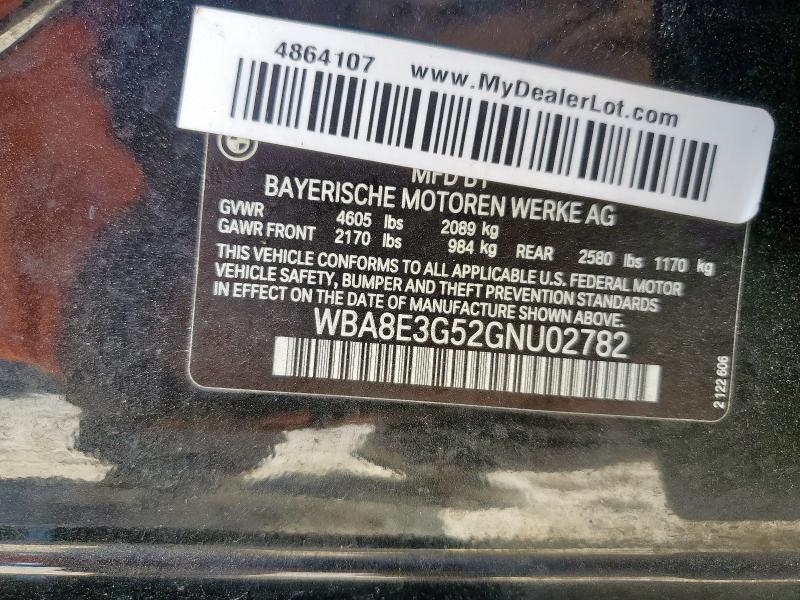 4864107 www.MyDealerLot.com
MFD BY
BAYERISCHE MOTOREN WERKE AG
GVWR 4605 lbs 2089 kg
GAWR FRONT 2170 lbs 984 kg REAR 2580 lbs 1170 kg
THIS VEHICLE CONFORMS TO ALL APPLICABLE U.S. FEDERAL MOTOR
VEHICLE SAFETY, BUMPER AND THEFT PREVENTION STANDARDS
IN EFFECT ON THE DATE OF MANUFACTURE SHOWN ABOVE.
WBA8E3G52GNU02782
2 122 606